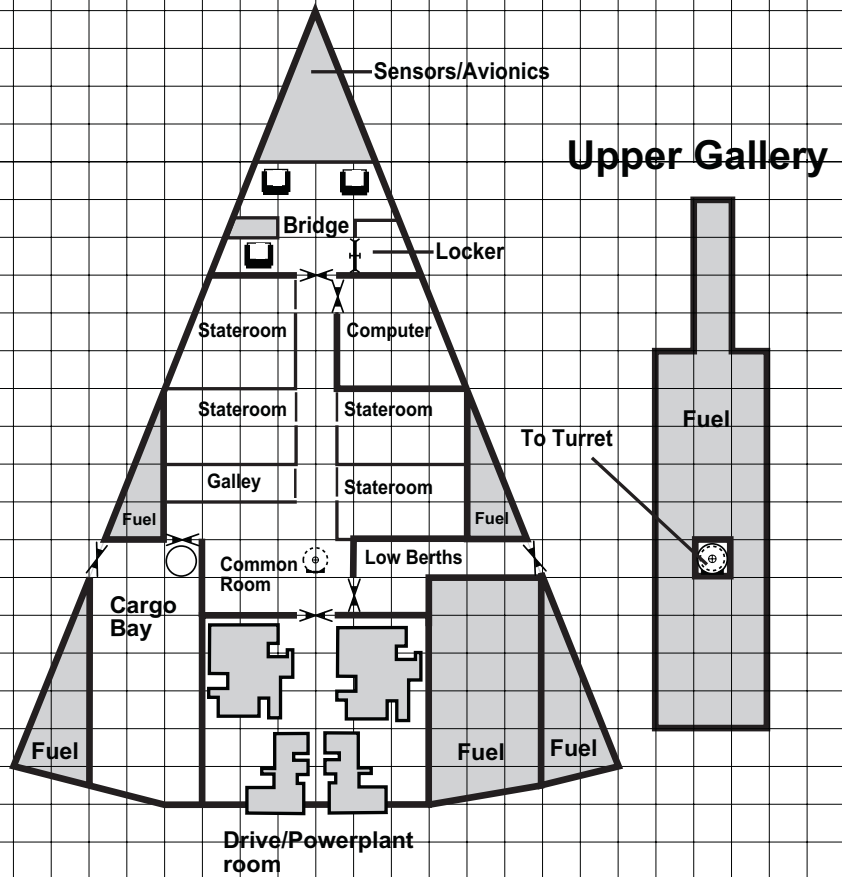 Sensors/Avionics
Upper Gallery
Bridge
Locker
Stateroom
Computer
Stateroom
Stateroom
Fuel
To Turret
Galley
Stateroom
Fuel
Fuel
Common
Room
Low Berths
Cargo
Bay
Fuel
Fuel
Fuel
Drive/Powerplant
room